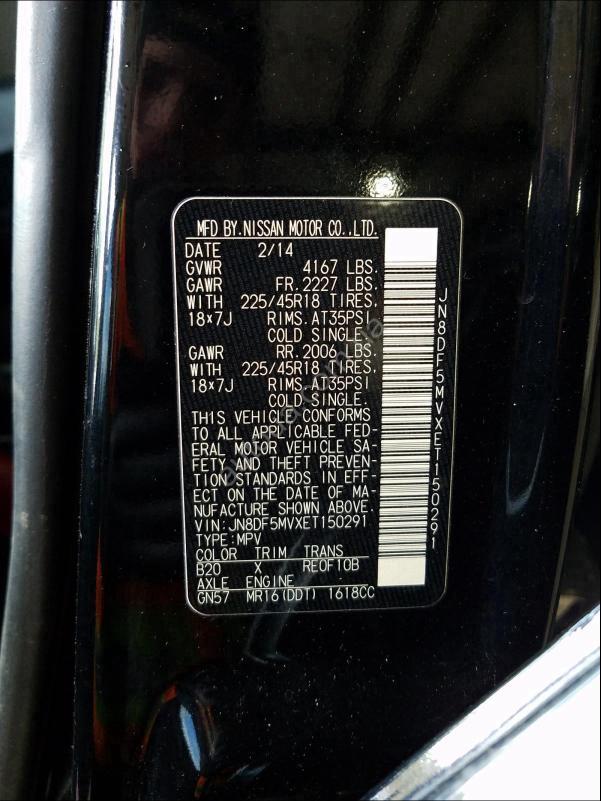 MFD BY.NISSAN MOTOR CO.,LTD.
DATE 2/14
GVWR 4167 LBS.
GAWR FR.2227 LBS.
WITH 225/45R18 TIRES.
18×7J RIMS.AT35PSI
COLD SINGLE.
GAWR RR.2006 LBS.
WITH 225/45R18 TIRES.
18×7J RIMS.AT35PSI
COLD SINGLE.
THIS VEHICLE CONFORMS
TO ALL APPLICABLE FED-
ERAL MOTOR VEHICLE SA-
FETY AND THEFT PREVEN-
TION STANDARDS IN EFF-
ECT ON THE DATE OF MA-
NUFACTURE SHOWN ABOVE.
VIN:JN8DF5MVXET150291
TYPE:MPV
COLOR TRIM TRANS
B20 X REOF10B
AXLE ENGINE
GN57 MR16(DDT) 1618CC
JN8DF5MVXET150291